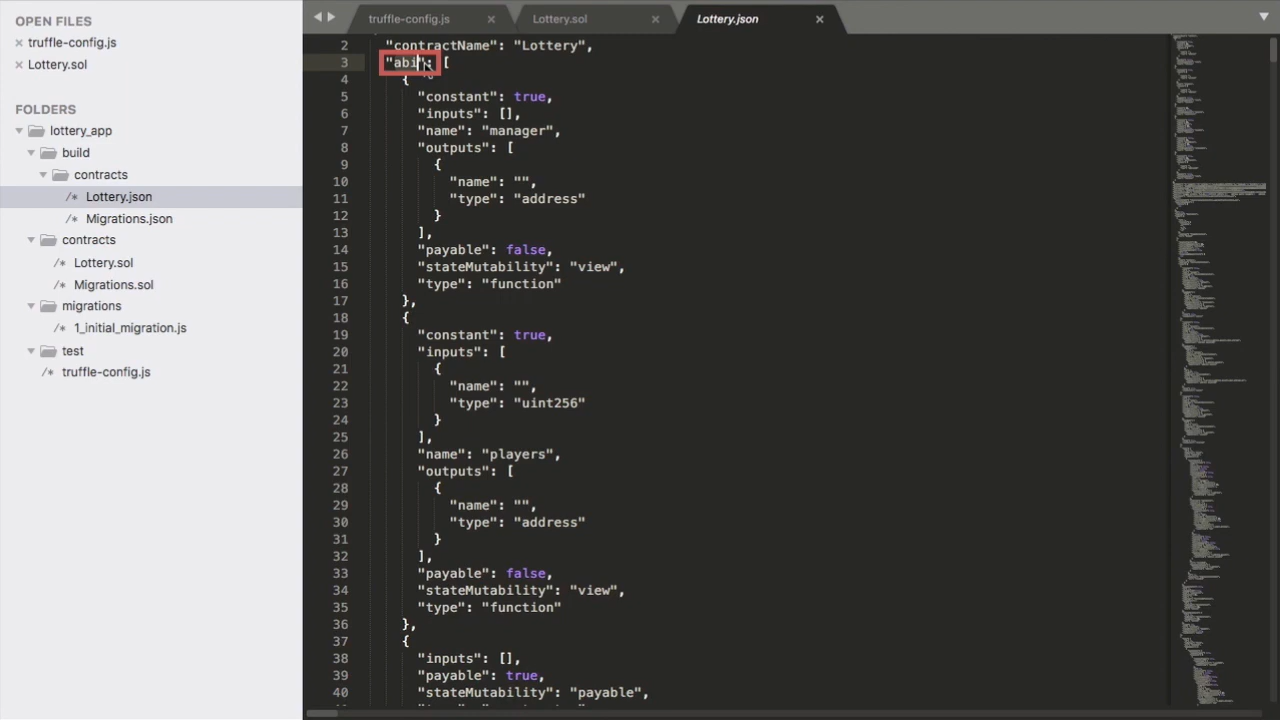 OPEN FILES
truffle-config.js
Lottery.sol
FOLDERS
lottery_app
build
contracts
/* Lottery.json
/* Migrations.json
contracts
/* Lottery.sol
/* Migrations.sol
migrations
/* 1_initial_migration.js
test
/* truffle-config.js
truffle-config.js
Lottery.sol
Lottery.json
2 "contractName": "Lottery",
3 "abi": [
4 {
5 "constant": true,
6 "inputs": [],
7 "name": "manager",
8 "outputs": [
9 {
10 "name": "",
11 "type": "address"
12 }
13 ],
14 "payable": false,
15 "stateMutability": "view",
16 "type": "function"
17 },
18 {
19 "constant": true,
20 "inputs": [
21 {
22 "name": "",
23 "type": "uint256"
24 }
25 ],
26 "name": "players",
27 "outputs": [
28 {
29 "name": "",
30 "type": "address"
31 }
32 ],
33 "payable": false,
34 "stateMutability": "view",
35 "type": "function"
36 },
37 {
38 "inputs": [],
39 "payable": true,
40 "stateMutability": "payable",